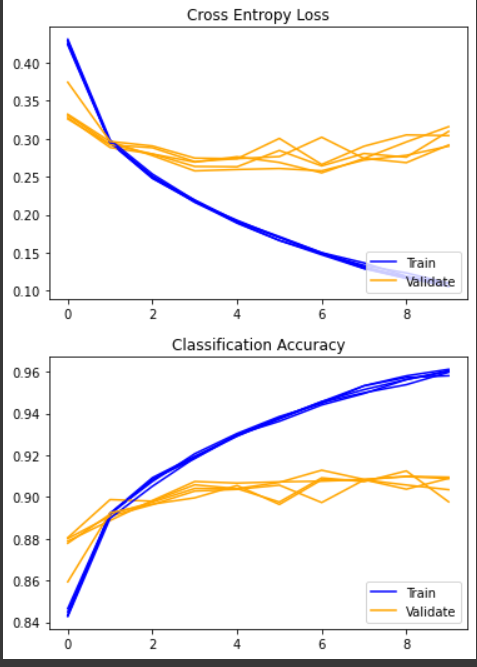 Cross Entropy Loss
0.40
0.35
0.30
0.25
0.20
0.15
0.10
Train
Validate
0 2 4 6 8
Classification Accuracy
0.96
0.94
0.92
0.90
0.88
0.86
0.84
Train
Validate
0 2 4 6 8